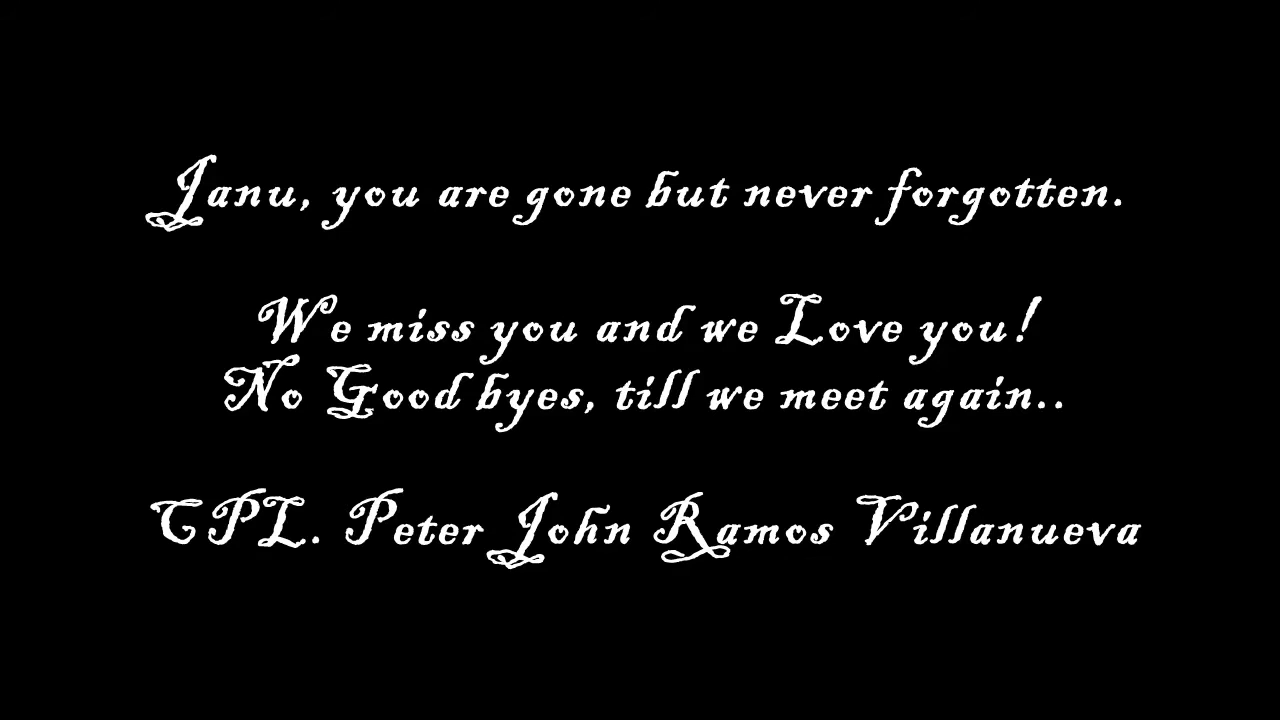 Janu, you are gone but never forgotten.
We miss you and we Love you!
No Good byes, till we meet again..
CPL. Peter John Ramos Villanueva